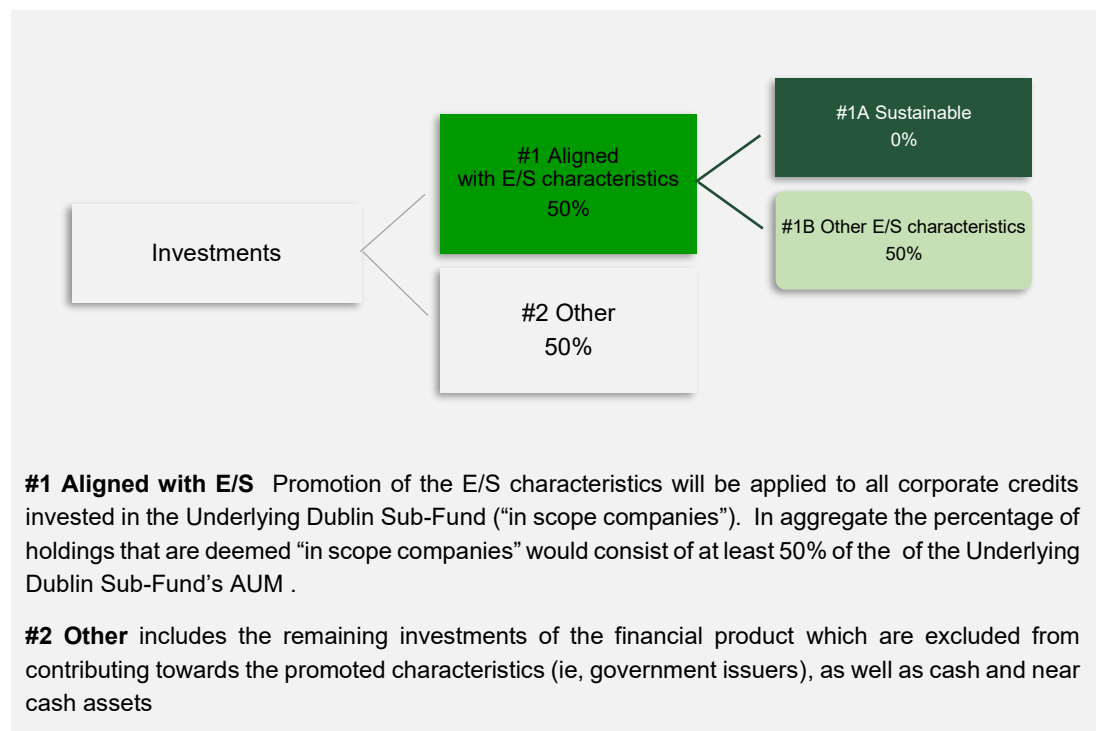 #1A Sustainable
0%
#1 Aligned
with E/S characteristics
50%
#1B Other E/S characteristics
50%
Investments
#2 Other
50%
#1 Aligned with E/S Promotion of the E/S characteristics will be applied to all corporate credits
invested in the Underlying Dublin Sub-Fund (“in scope companies”). In aggregate the percentage of
holdings that are deemed “in scope companies” would consist of at least 50% of the of the Underlying
Dublin Sub-Fund’s AUM .
#2 Other includes the remaining investments of the financial product which are excluded from
contributing towards the promoted characteristics (ie, government issuers), as well as cash and near
cash assets